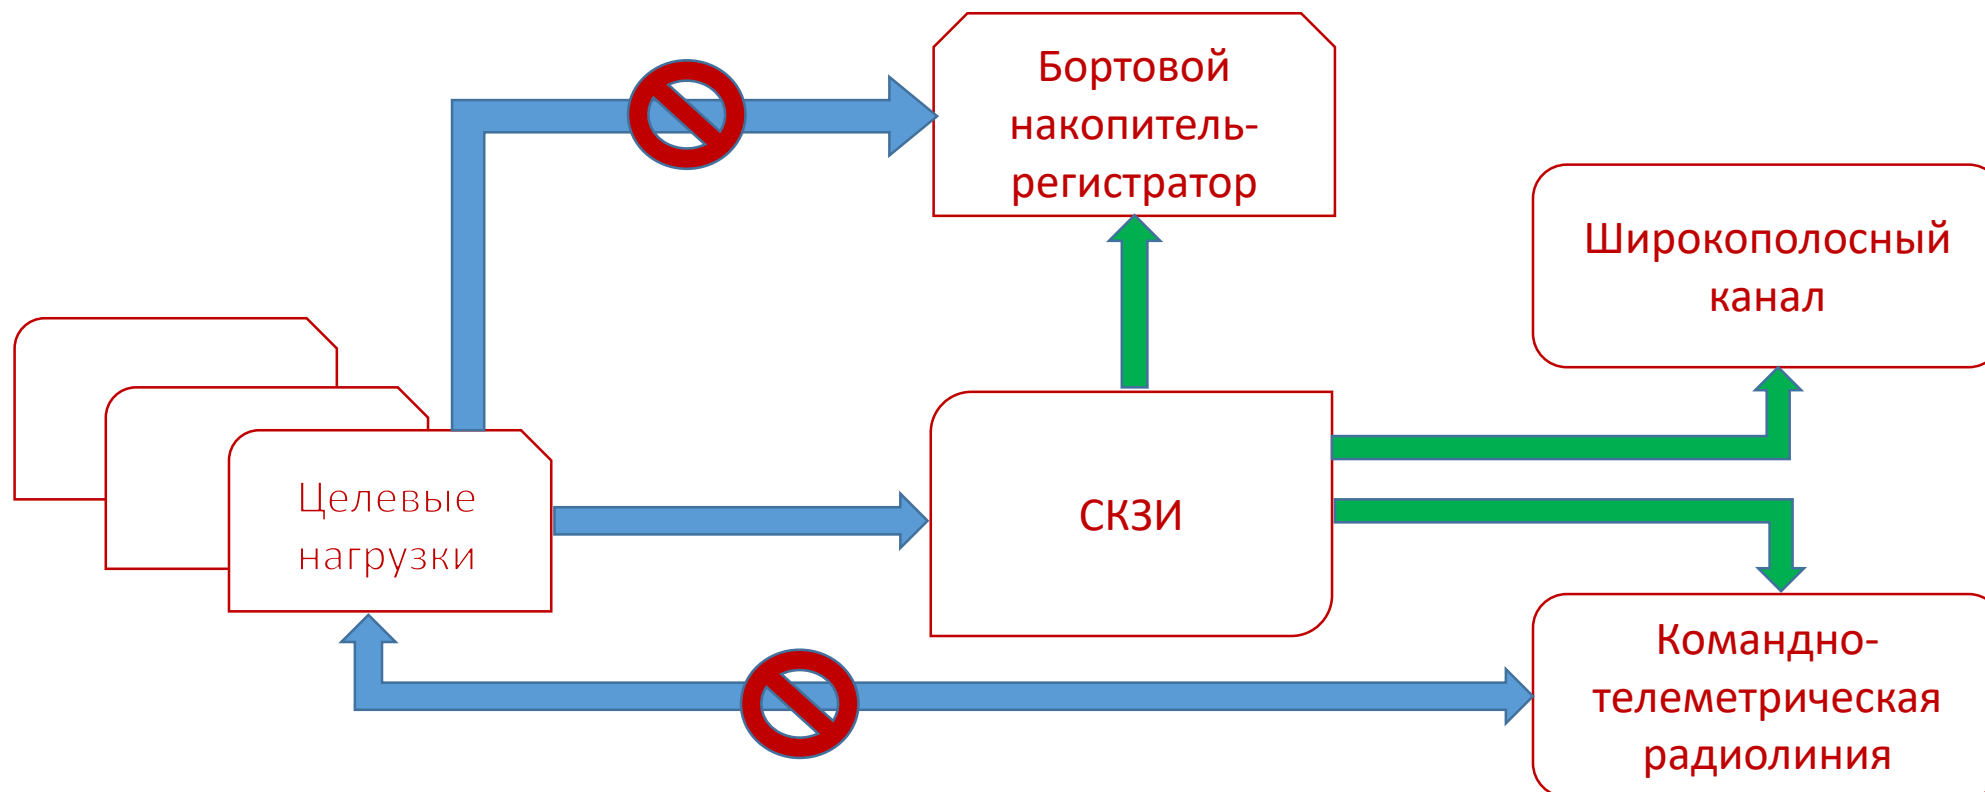 Бортовой
накопитель-
регистратор
Широкополосный
канал
Целевые
нагрузки
СКЗИ
Командно-
телеметрическая
радиолиния